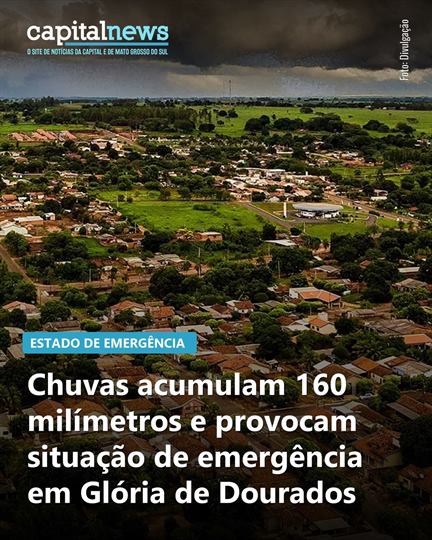 capitalnews
O SITE DE NOTÍCIAS DA CAPITAL E DE MATO GROSSO DO SUL
Foto: Divulgação
ESTADO DE EMERGÊNCIA
Chuvas acumulam 160
milímetros e provocam
situação de emergência
em Glória de Dourados